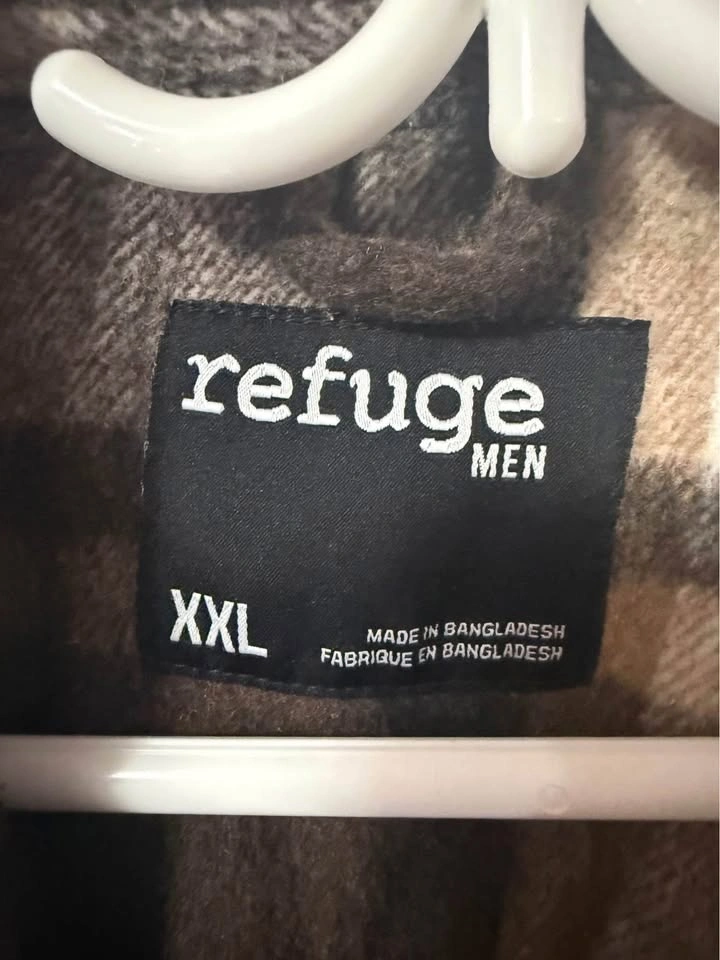 refuge
MEN
XXL
MADE IN BANGLADESH
FABRIQUE EN BANGLADESH